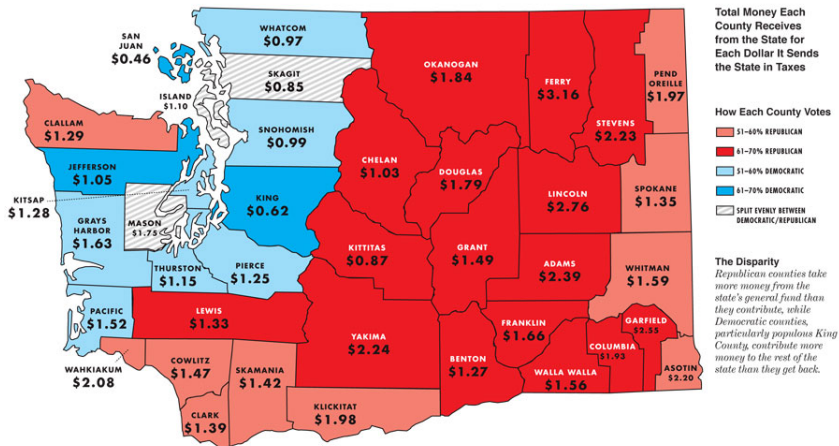 Total Money Each
County Receives
from the State for
Each Dollar It Sends
the State in Taxes
How Each County Votes
51–60% REPUBLICAN
61–70% REPUBLICAN
51–60% DEMOCRATIC
61–70% DEMOCRATIC
SPLIT EVENLY BETWEEN
DEMOCRATIC/REPUBLICAN
The Disparity
Republican counties take
more money from the
state's general fund than
they contribute, while
Democratic counties,
particularly populous King
County, contribute more
money to the rest of the
state than they get back.
SAN
JUAN
$0.46
WHATCOM
$0.97
SKAGIT
$0.85
ISLAND
$1.10
SNOHOMISH
$0.99
CLALLAM
$1.29
JEFFERSON
$1.05
KITSAP
$1.28
GRAYS
HARBOR
$1.63
MASON
$1.75
KING
$0.62
THURSTON
$1.15
PIERCE
$1.25
PACIFIC
$1.52
LEWIS
$1.33
WAHKIAKUM
$2.08
COWLITZ
$1.47
SKAMANIA
$1.42
CLARK
$1.39
KLICKITAT
$1.98
OKANOGAN
$1.84
FERRY
$3.16
STEVENS
$2.23
PEND
OREILLE
$1.97
CHELAN
$1.03
DOUGLAS
$1.79
LINCOLN
$2.76
SPOKANE
$1.35
KITTITAS
$0.87
GRANT
$1.49
ADAMS
$2.39
WHITMAN
$1.59
YAKIMA
$2.24
BENTON
$1.27
FRANKLIN
$1.66
WALLA WALLA
$1.56
COLUMBIA
$1.93
GARFIELD
$2.55
ASOTIN
$2.20